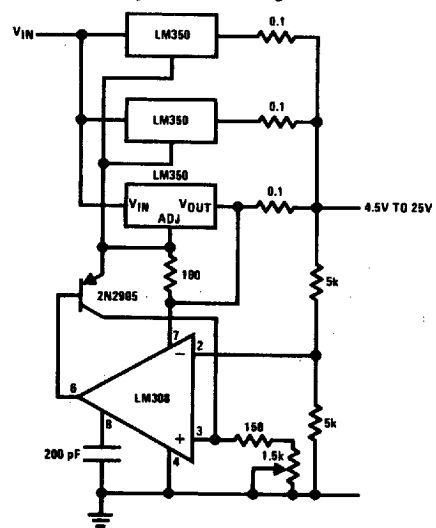 LM350
VIN
0.1
LM350
0.1
LM350
0.1
VIN VOUT
ADJ
4.5V TO 25V
180
5k
2N2905
7
2
6
LM308
8
5k
3
150
200 pF
4
1.5k